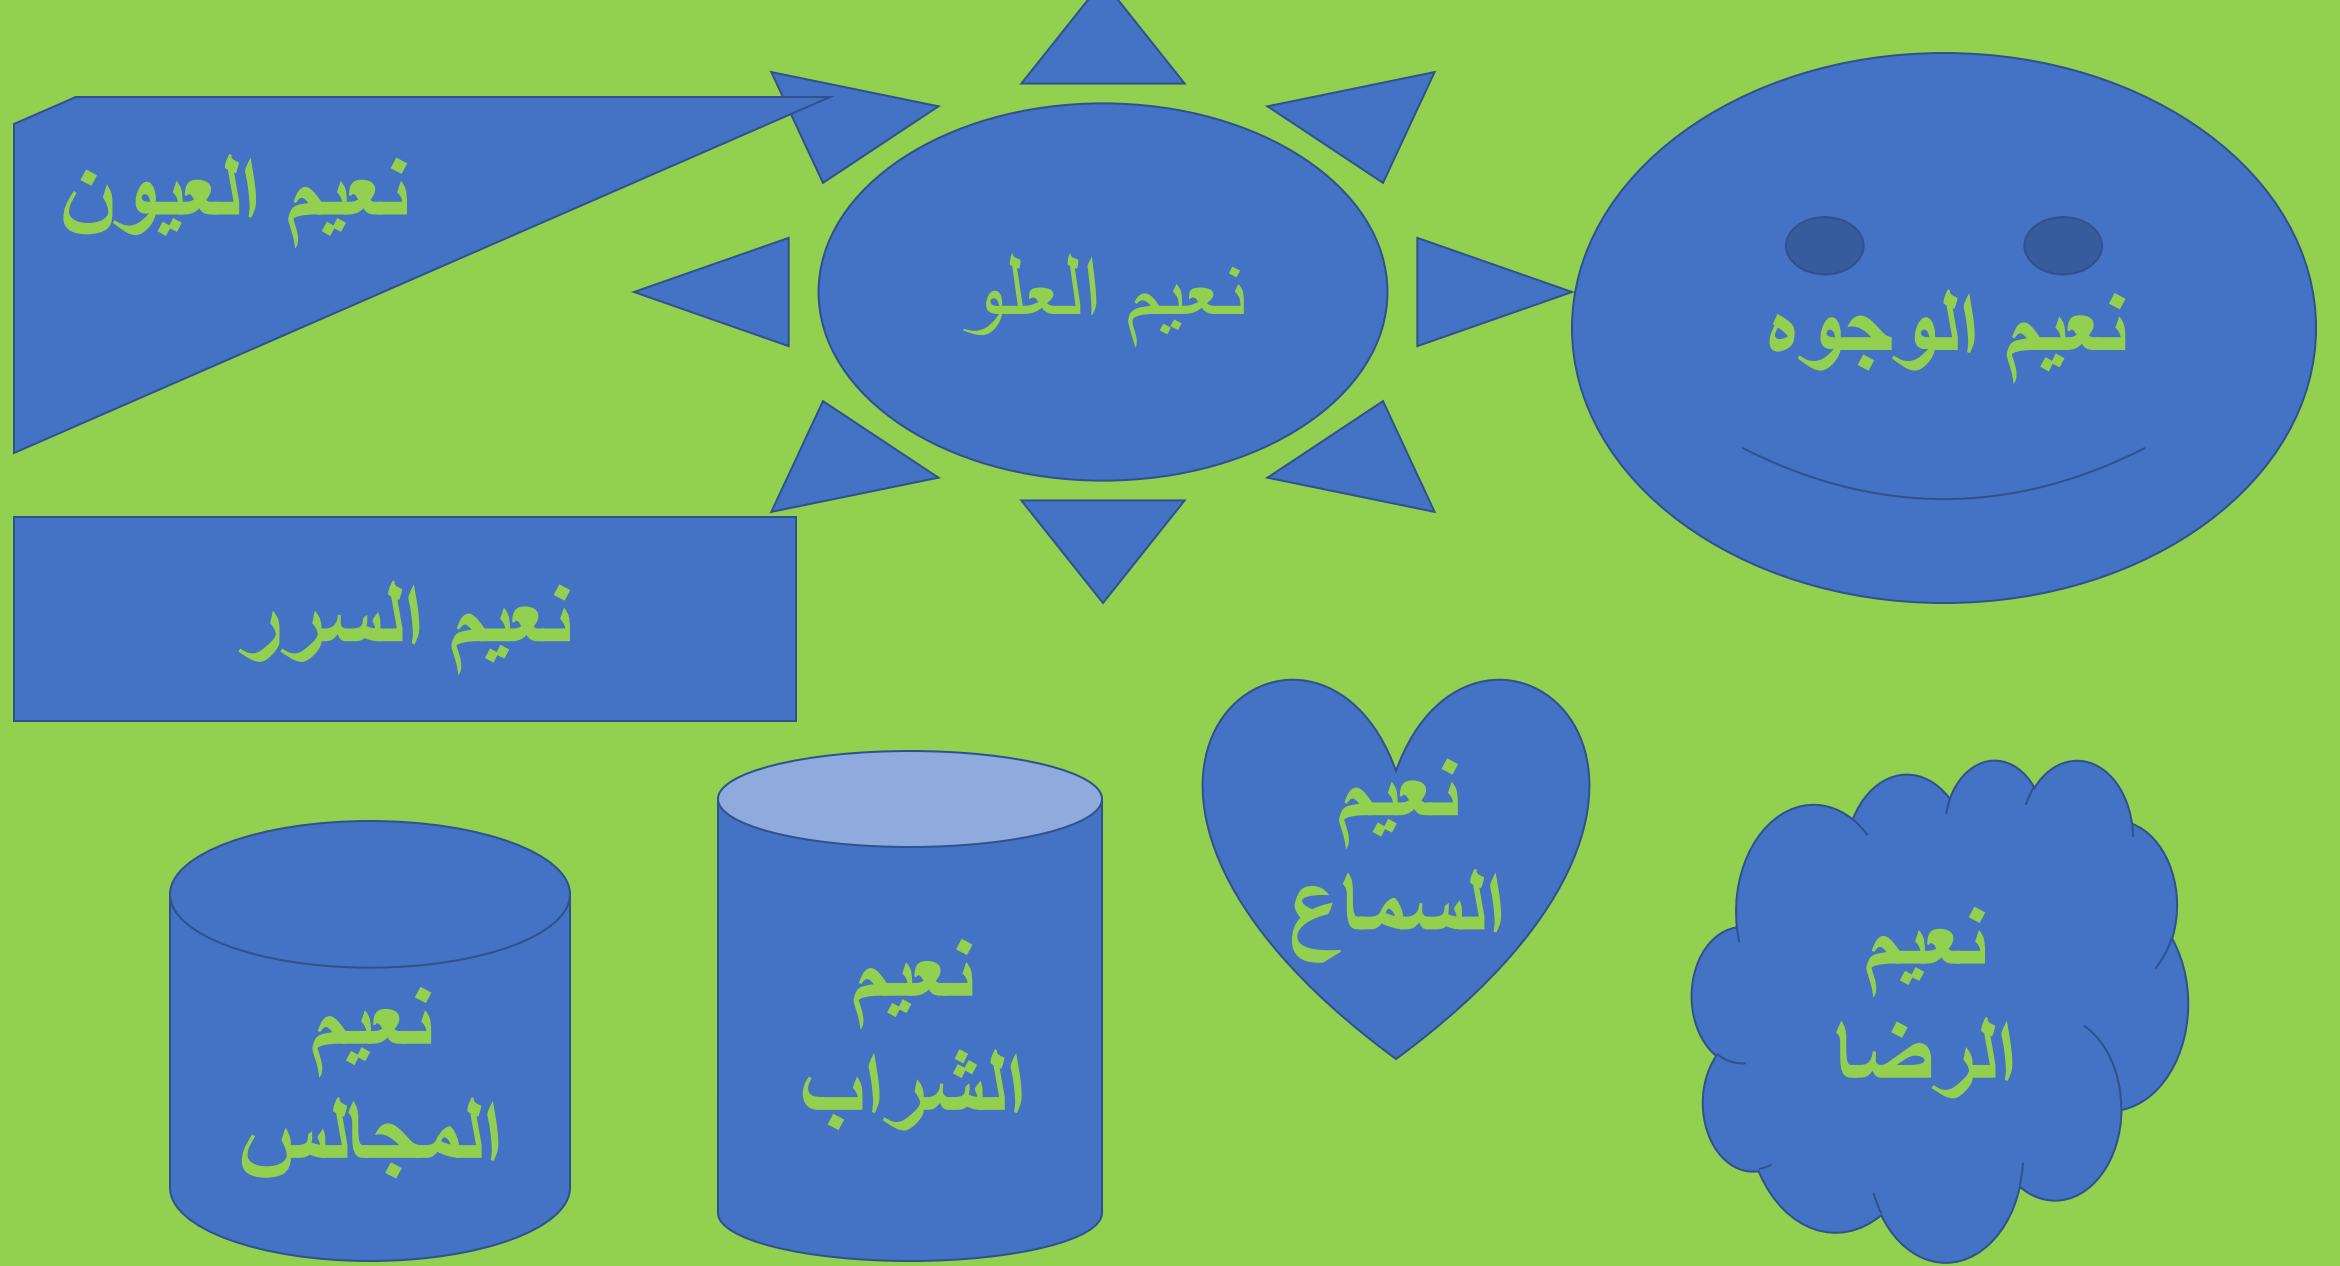 نعيم الوجوه
نعيم العلو
نعيم العيون
نعيم السرر
نعيم
الرضا
نعيم
السماع
نعيم
الشراب
نعيم
المجالس